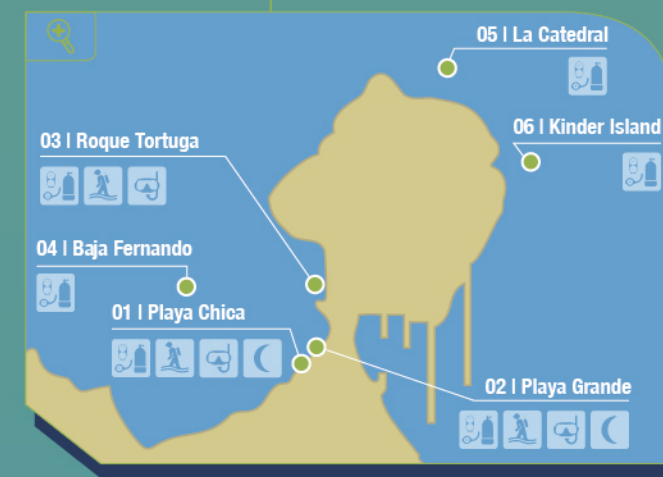 05 | La Catedral
06 | Kinder Island
03 | Roque Tortuga
04 | Baja Fernando
01 | Playa Chica
02 | Playa Grande